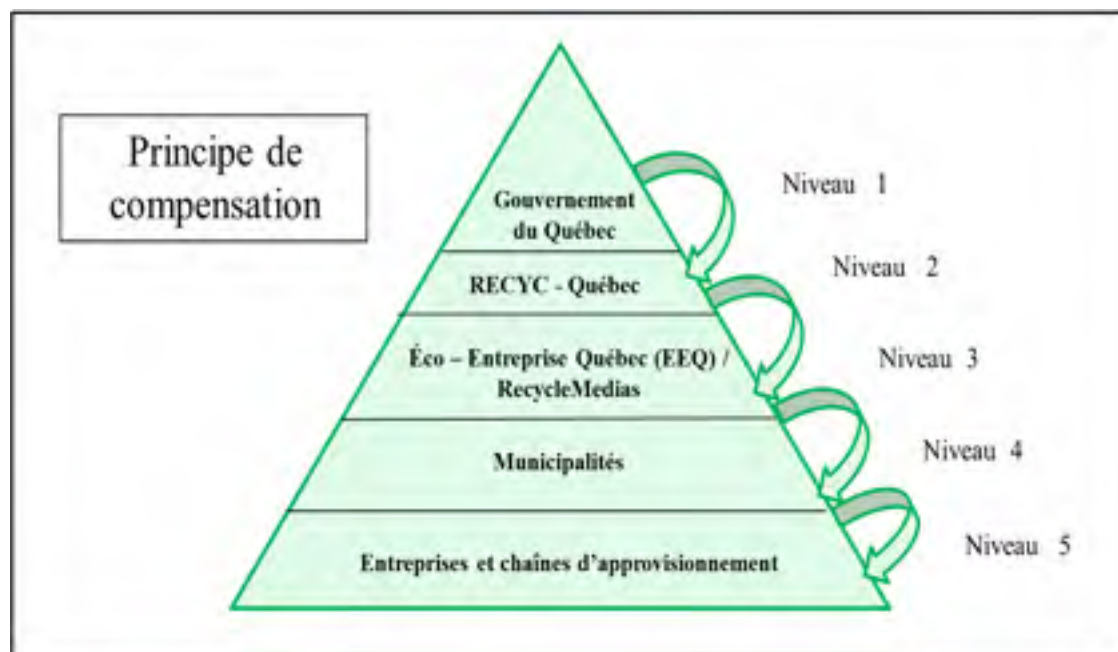 Principe de
compensation
Gouvernement
du Québec
Niveau 1
RECYC - Québec
Niveau 2
Éco – Entreprise Québec (EEQ) /
RecycleMedias
Niveau 3
Municipalités
Niveau 4
Entreprises et chaînes d'approvisionnement
Niveau 5